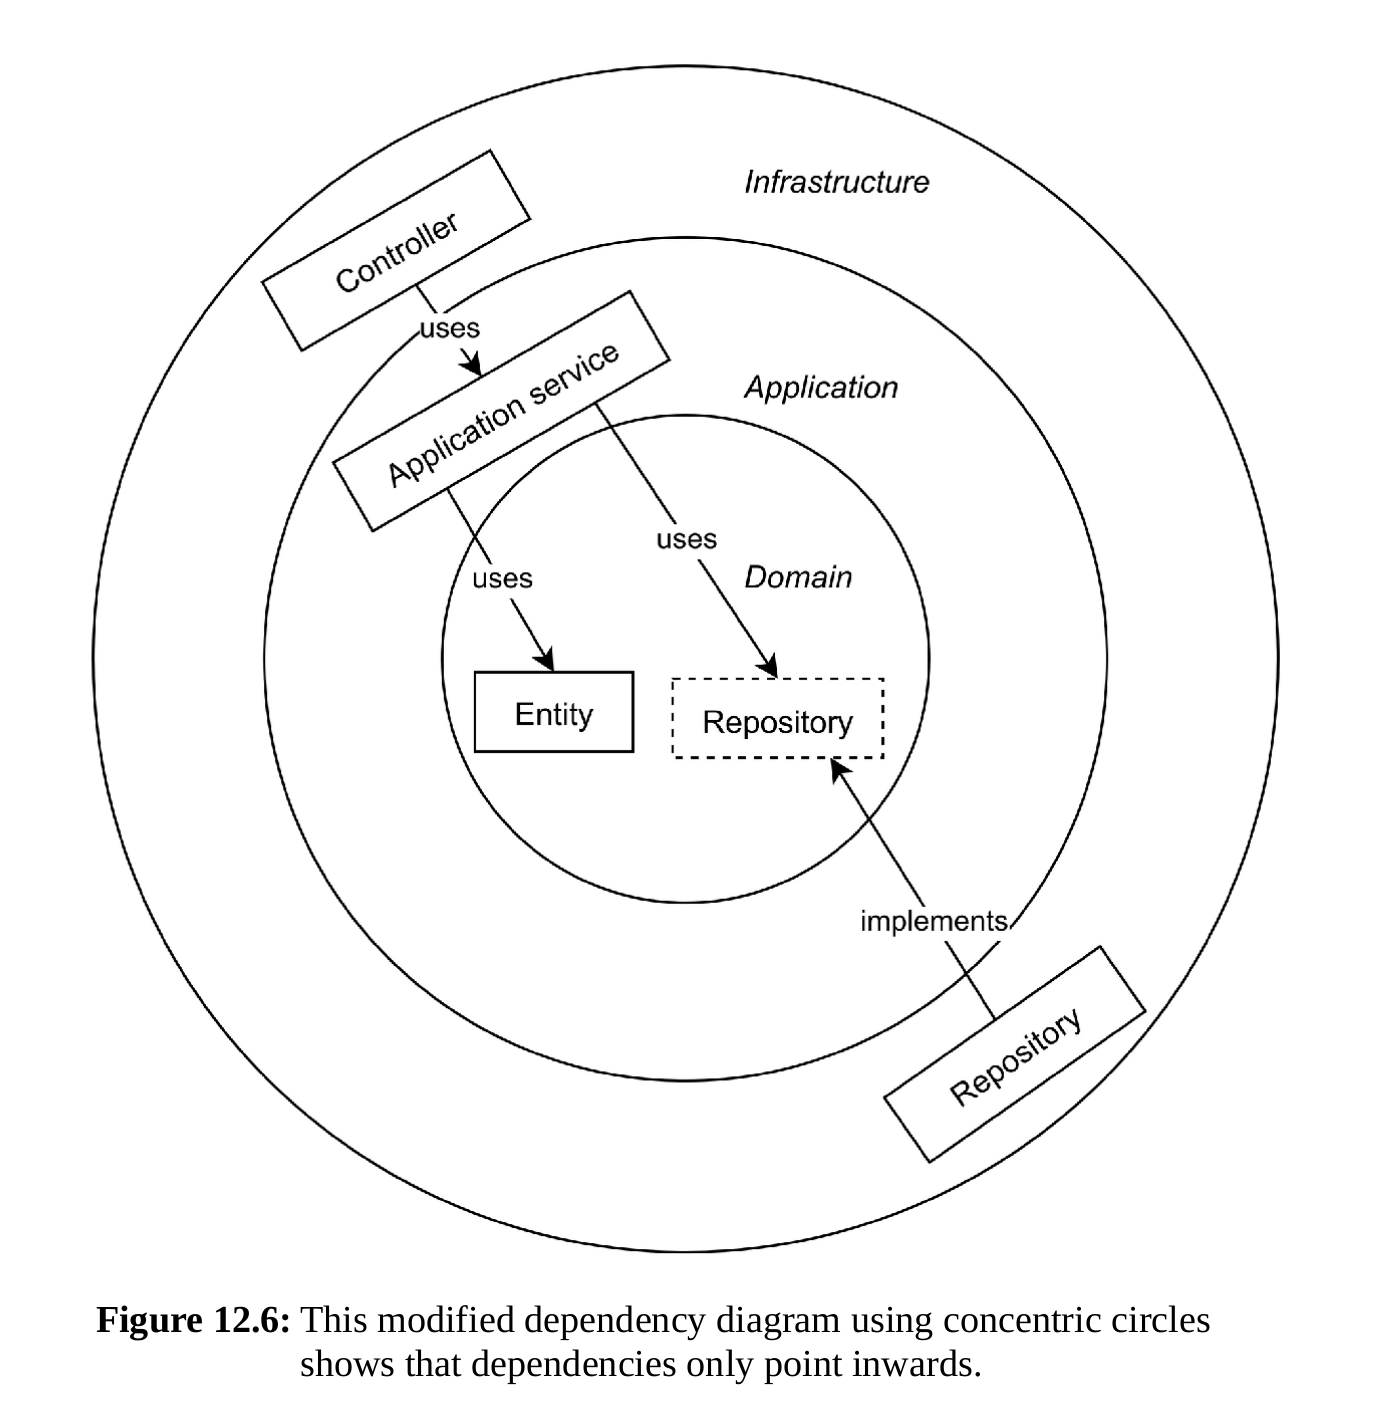 Infrastructure
Controller
uses
Application service
Application
uses
Domain
uses
Entity
Repository
implements
Repository
Figure 12.6: This modified dependency diagram using concentric circles
shows that dependencies only point inwards.